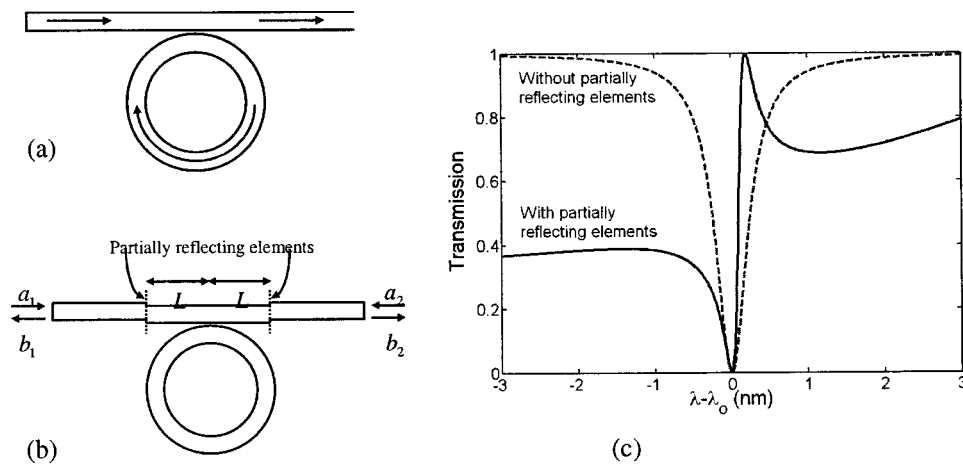 (a)
Partially reflecting elements
L L
a₁
a₂
b₁
b₂
(b)
Transmission
1
0.8
0.6
0.4
0.2
0
Without partially
reflecting elements
With partially
reflecting elements
-3 -2 -1 0 1 2 3
λ-λₒ (nm)
(c)